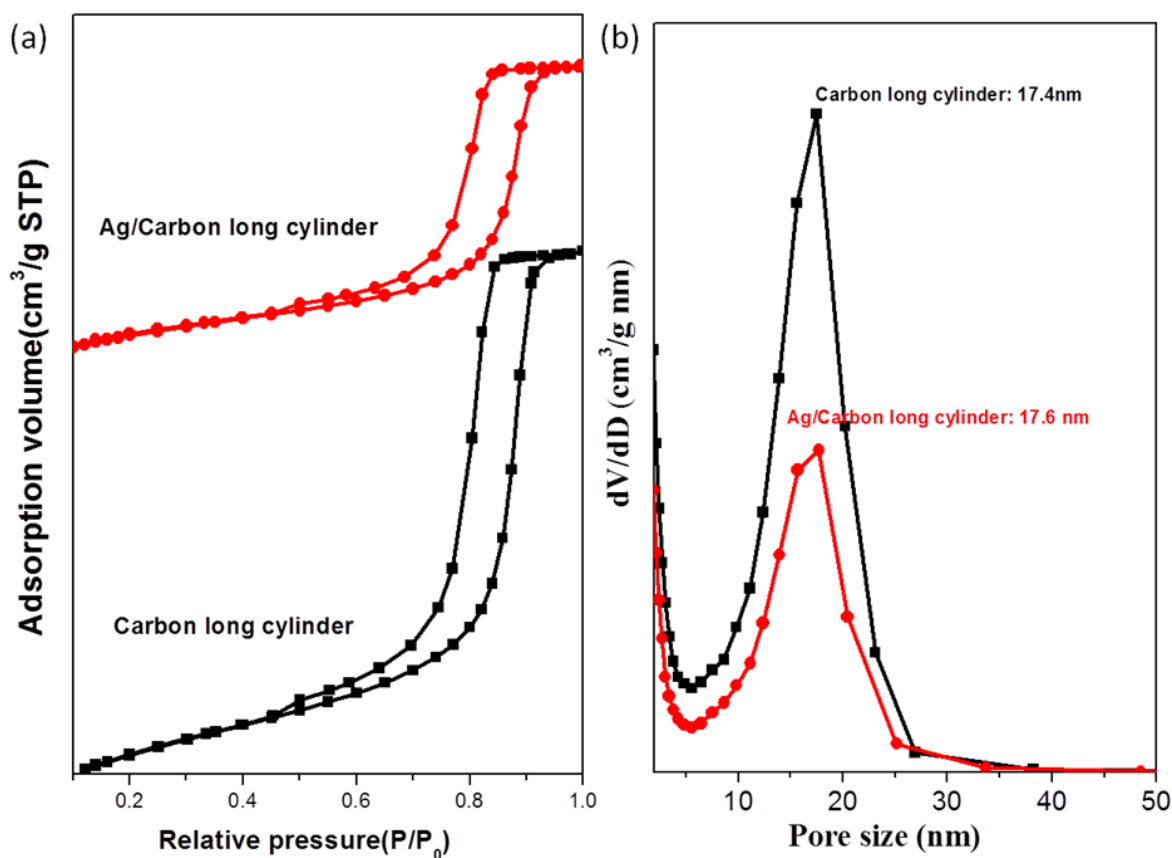 (a)
Adsorption volume(cm³/g STP)
Ag/Carbon long cylinder
Carbon long cylinder
0.2 0.4 0.6 0.8 1.0
Relative pressure(P/P₀)
(b)
dV/dD (cm³/g nm)
Carbon long cylinder: 17.4nm
Ag/Carbon long cylinder: 17.6 nm
10 20 30 40 50
Pore size (nm)